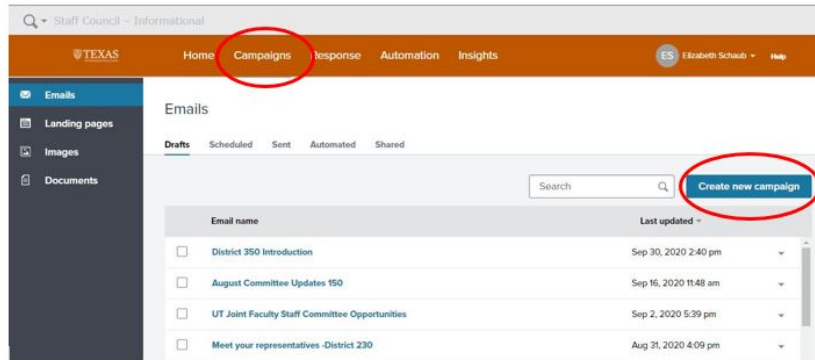 Staff Council – Informational
TEXAS
Home Campaigns Response Automation Insights
ES Elizabeth Schaub Help
Emails
Landing pages
Images
Documents
Emails
Drafts Scheduled Sent Automated Shared
Search
Create new campaign
Email name Last updated
District 350 Introduction Sep 30, 2020 2:40 pm
August Committee Updates 150 Sep 16, 2020 11:48 am
UT Joint Faculty Staff Committee Opportunities Sep 2, 2020 5:39 pm
Meet your representatives -District 230 Aug 31, 2020 4:09 pm